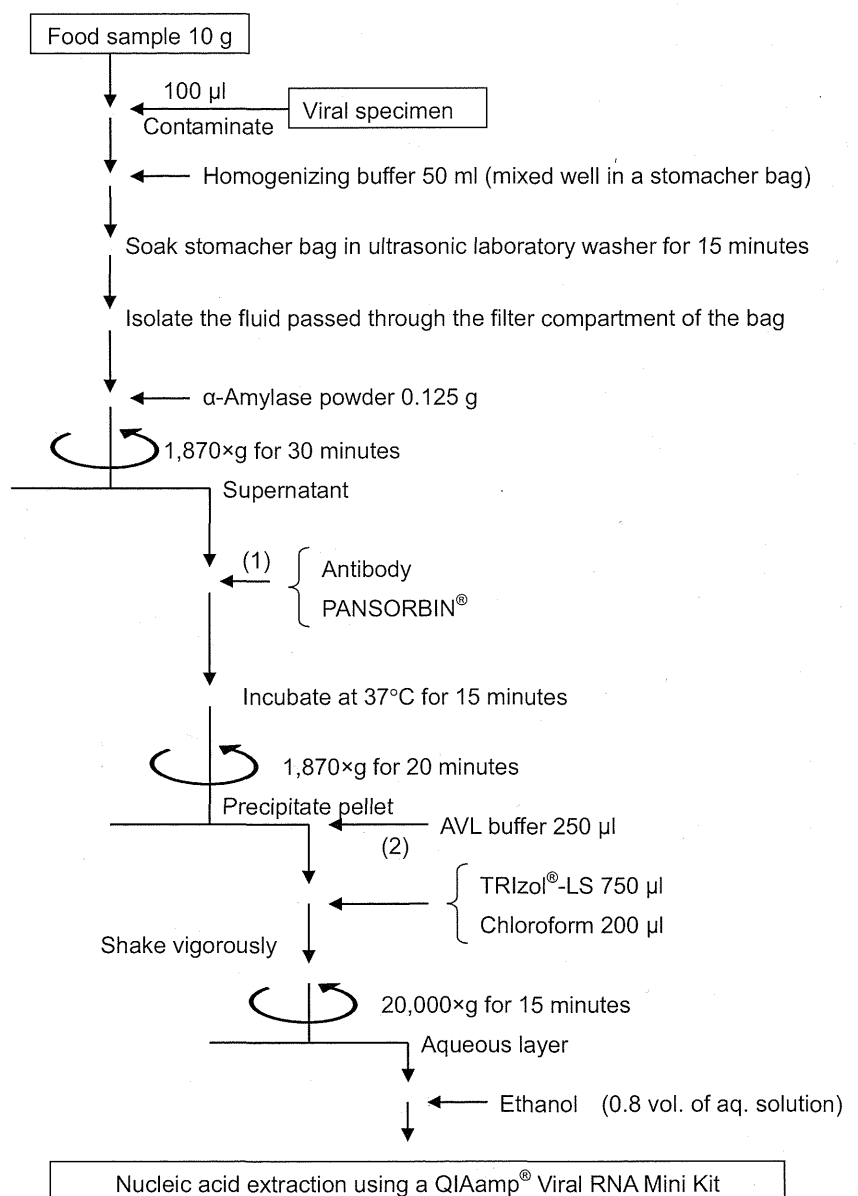 Food sample 10 g
100 µl
Viral specimen
Contaminate
Homogenizing buffer 50 ml (mixed well in a stomacher bag)
Soak stomacher bag in ultrasonic laboratory washer for 15 minutes
Isolate the fluid passed through the filter compartment of the bag
α-Amylase powder 0.125 g
1,870×g for 30 minutes
Supernatant
(1)
Antibody
PANSORBIN®
Incubate at 37°C for 15 minutes
1,870×g for 20 minutes
Precipitate pellet
AVL buffer 250 µl
(2)
TRIzol®-LS 750 µl
Chloroform 200 µl
Shake vigorously
20,000×g for 15 minutes
Aqueous layer
Ethanol (0.8 vol. of aq. solution)
Nucleic acid extraction using a QIAamp® Viral RNA Mini Kit